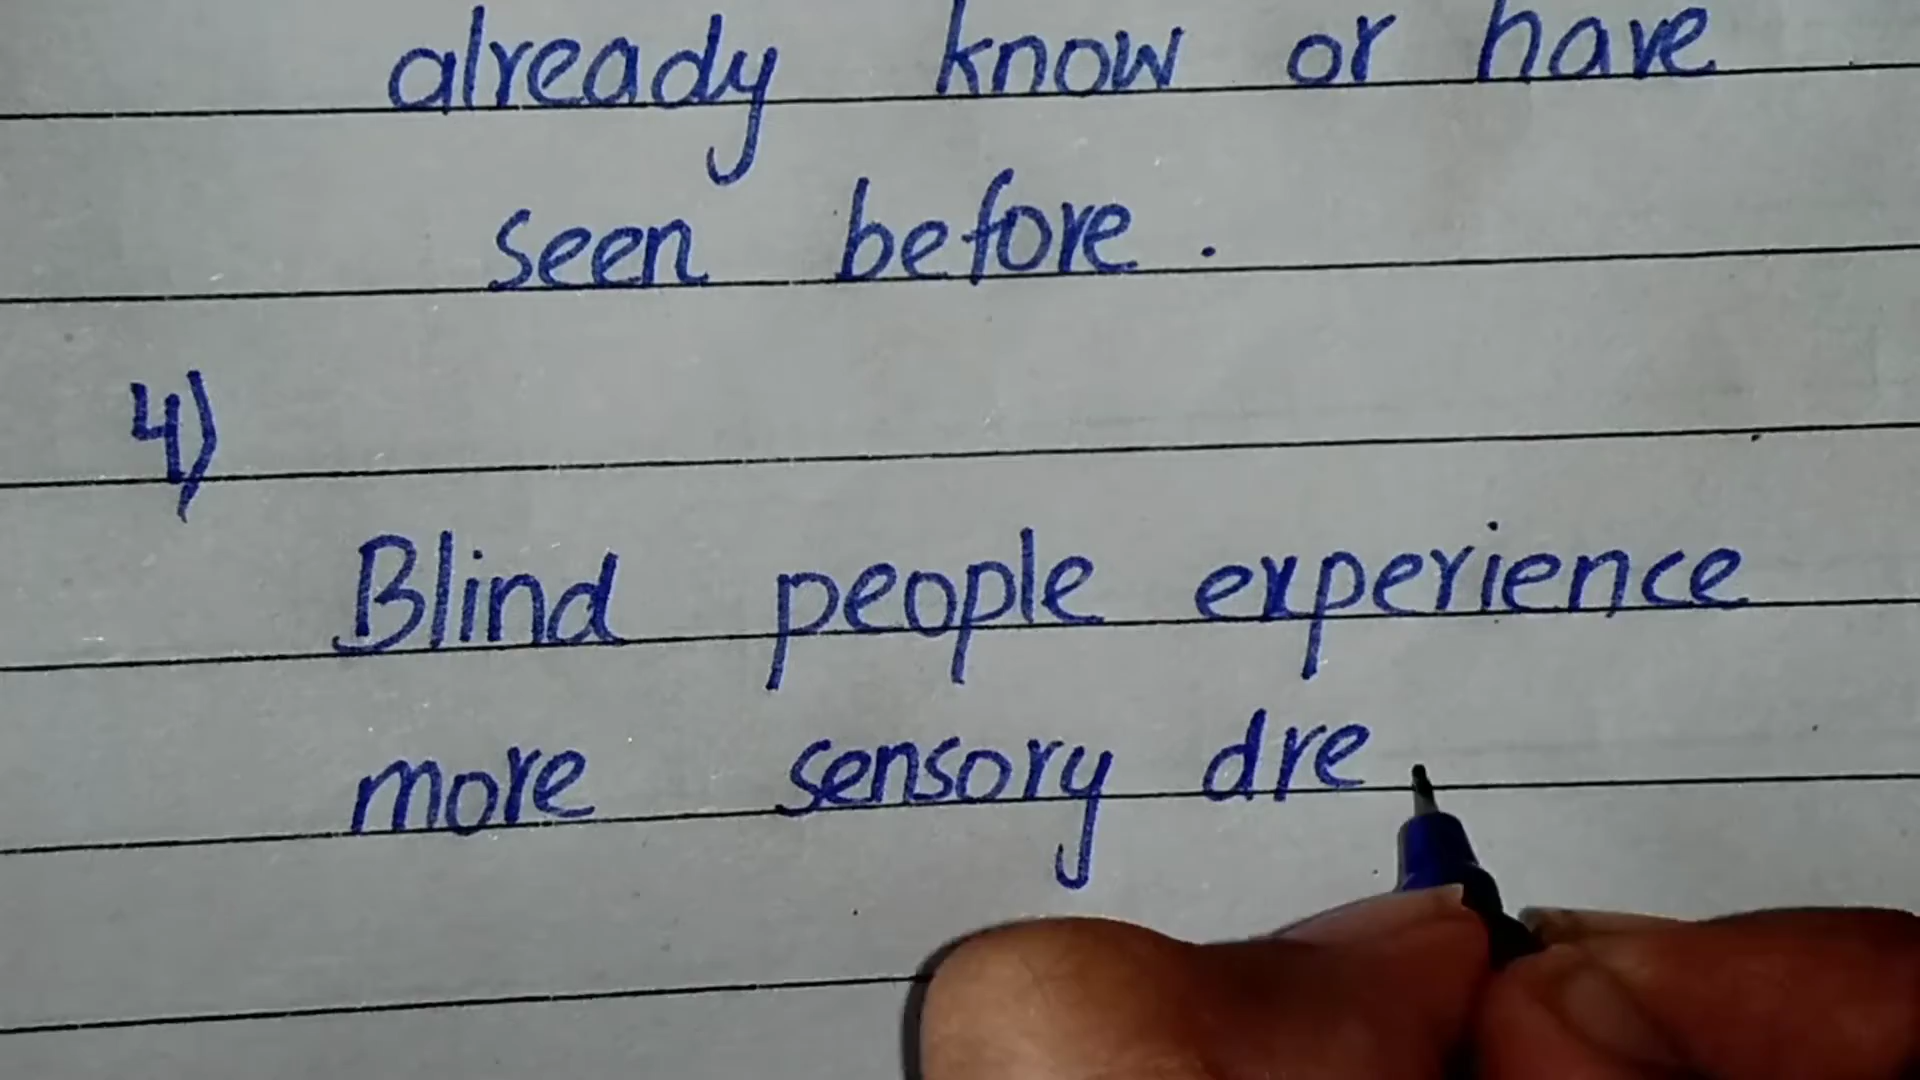 already know or have
seen before.
4)
Blind people experience
more sensory dre